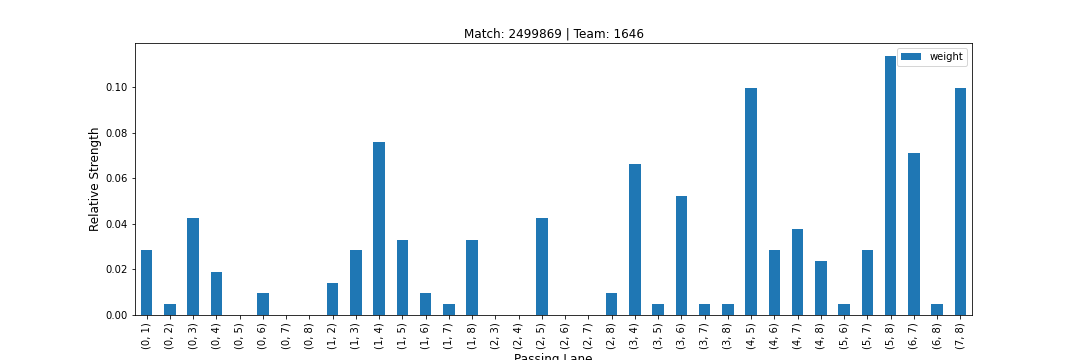 Match: 2499869 | Team: 1646
weight
Relative Strength
0.10
0.08
0.06
0.04
0.02
0.00
(0, 1) (0, 2) (0, 3) (0, 4) (0, 5) (0, 6) (0, 7) (0, 8) (1, 2) (1, 3) (1, 4) (1, 5) (1, 6) (1, 7) (1, 8) (2, 3) (2, 4) (2, 5) (2, 6) (2, 7) (2, 8) (3, 4) (3, 5) (3, 6) (3, 7) (3, 8) (4, 5) (4, 6) (4, 7) (4, 8) (5, 6) (5, 7) (5, 8) (6, 7) (6, 8) (7, 8)
Passing Lane